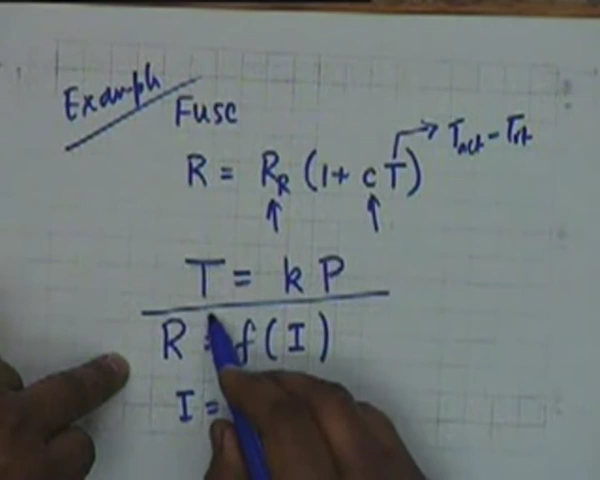 Example
Fuse
R = R_R (1 + cT) → T_act - T_rt
T = kP
R = f(I)
I =